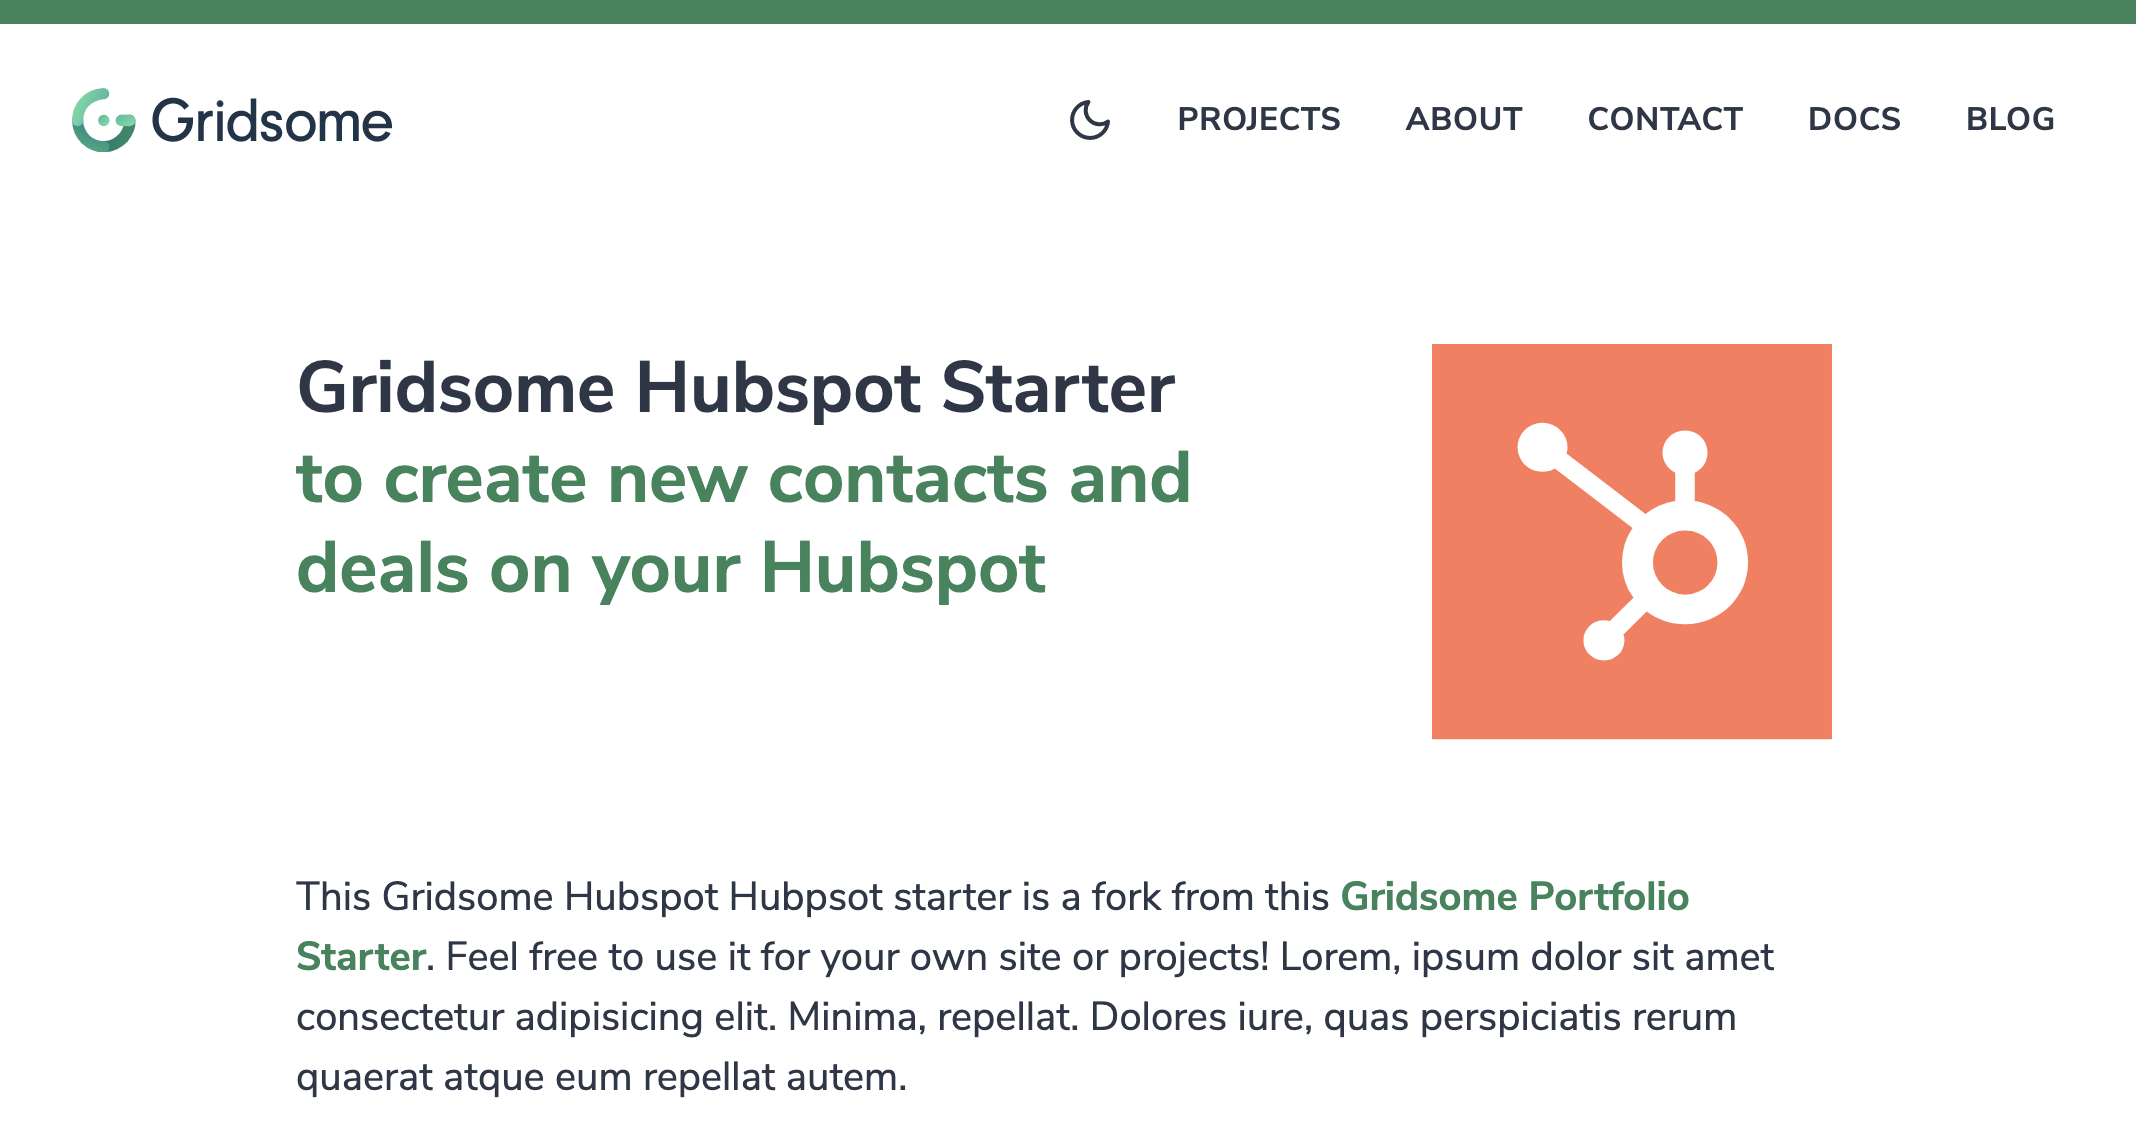 Gridsome
PROJECTS ABOUT CONTACT DOCS BLOG
Gridsome Hubspot Starter
to create new contacts and
deals on your Hubspot
This Gridsome Hubspot Hubpsot starter is a fork from this Gridsome Portfolio
Starter. Feel free to use it for your own site or projects! Lorem, ipsum dolor sit amet
consectetur adipisicing elit. Minima, repellat. Dolores iure, quas perspiciatis rerum
quaerat atque eum repellat autem.